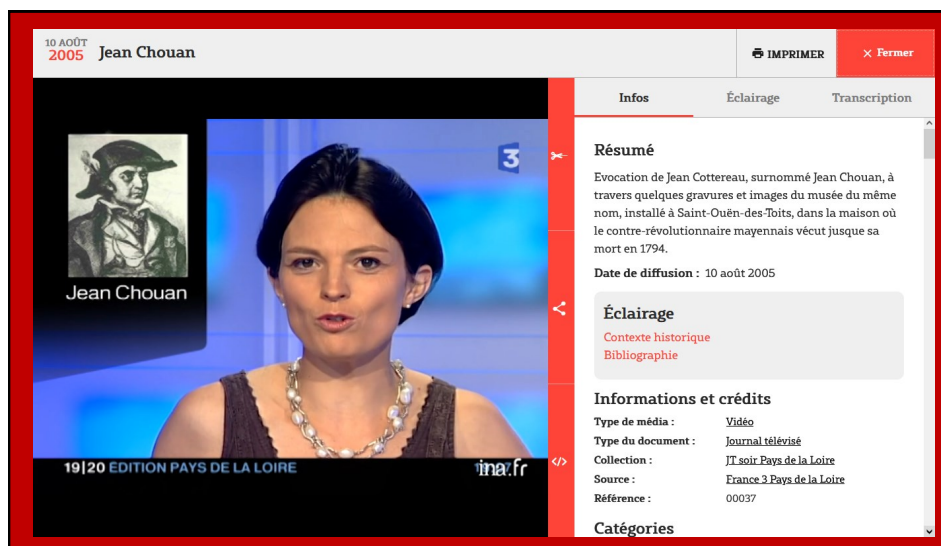 10 AOÛT
2005
Jean Chouan
IMPRIMER
Fermer
3
Jean Chouan
19|20 ÉDITION PAYS DE LA LOIRE
ina.fr
Infos
Éclairage
Transcription
Résumé
Evocation de Jean Cottereau, surnommé Jean Chouan, à
travers quelques gravures et images du musée du même
nom, installé à Saint-Ouën-des-Toits, dans la maison où
le contre-révolutionnaire mayennais vécut jusque sa
mort en 1794.
Date de diffusion : 10 août 2005
Éclairage
Contexte historique
Bibliographie
Informations et crédits
Type de média : Vidéo
Type du document : Journal télévisé
Collection : JT soir Pays de la Loire
Source : France 3 Pays de la Loire
Référence : 00037
Catégories